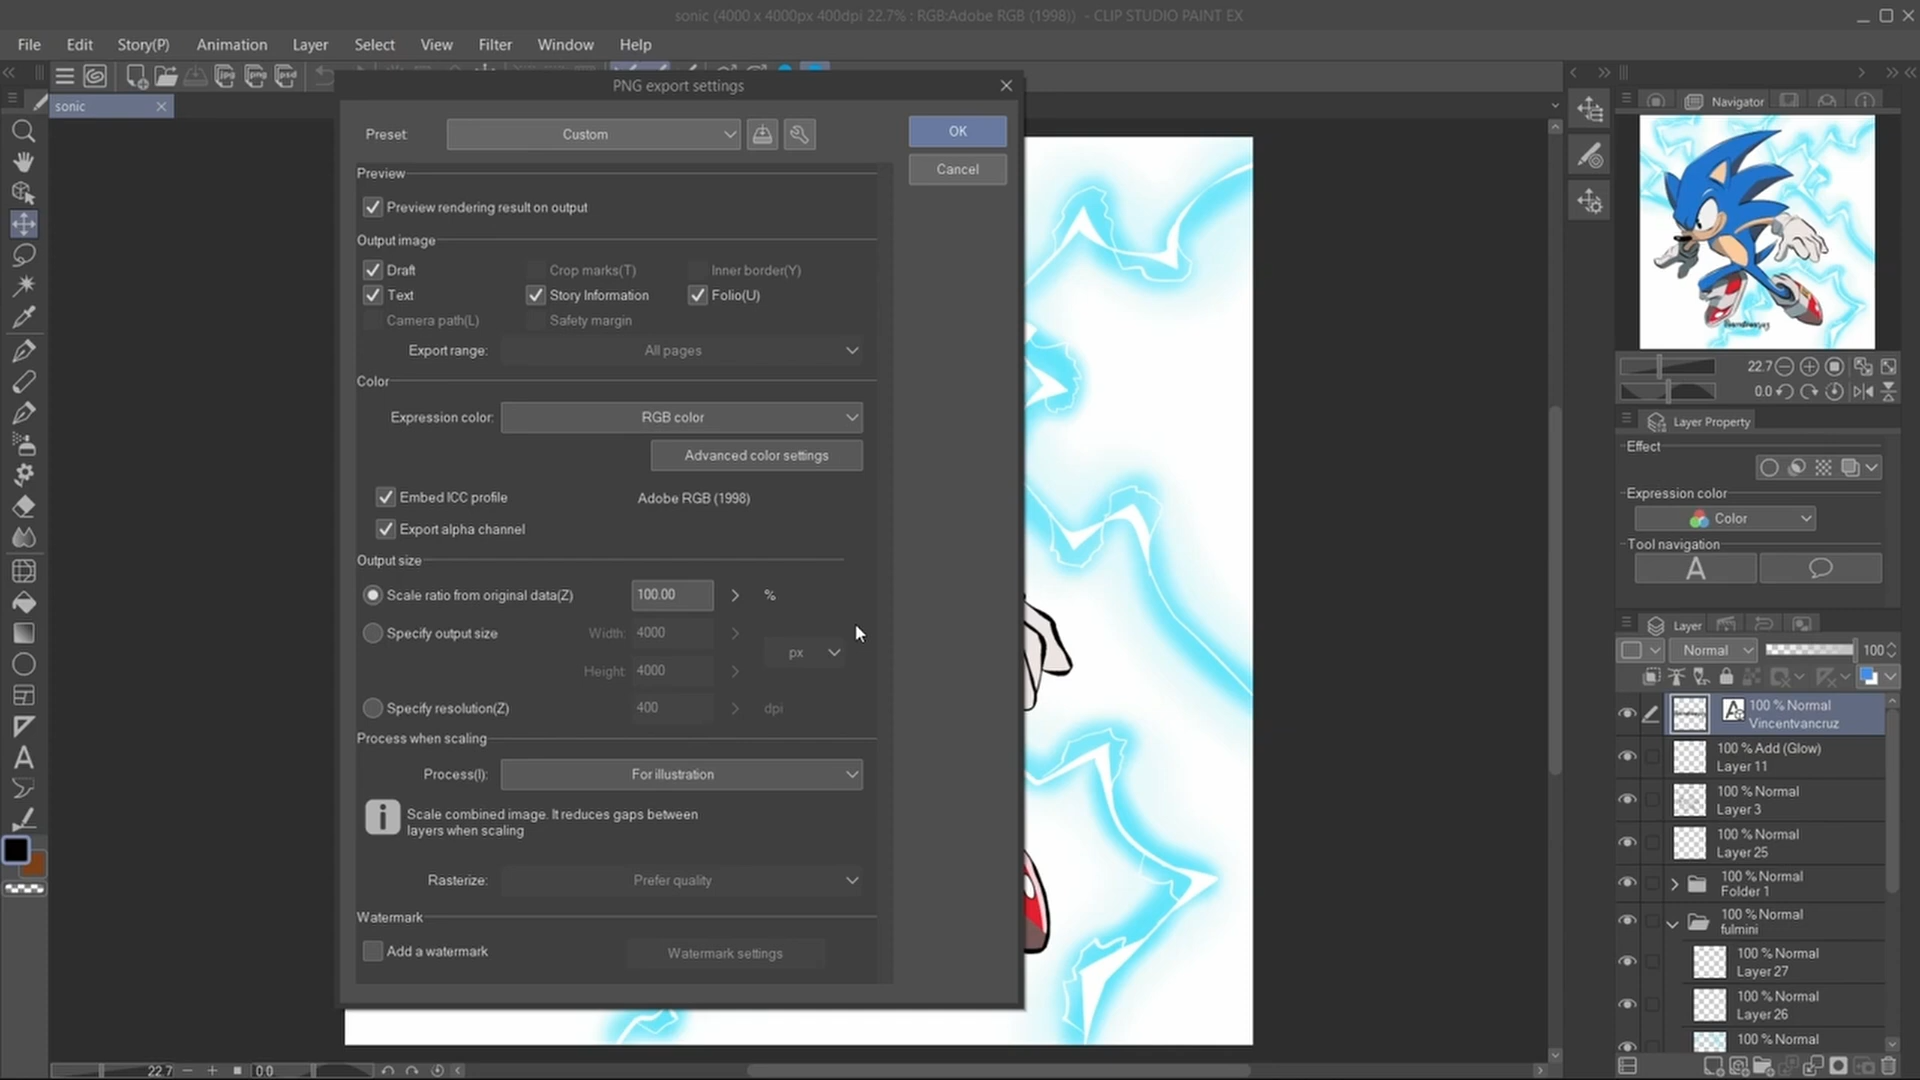 sonic (4000 x 4000px 400dpi 22.7% : RGB:Adobe RGB (1998)) - CLIP STUDIO PAINT EX
File Edit Story(P) Animation Layer Select View Filter Window Help
jpg png psd
sonic
PNG export settings
Preset: Custom
OK
Cancel
Preview
Preview rendering result on output
Output image
Draft Crop marks(T) Inner border(Y)
Text Story Information Folio(U)
Camera path(L) Safety margin
Export range: All pages
Color
Expression color: RGB color
Advanced color settings
Embed ICC profile Adobe RGB (1998)
Export alpha channel
Output size
Scale ratio from original data(Z) 100.00 %
Specify output size Width: 4000
px
Height: 4000
Specify resolution(Z) 400 dpi
Process when scaling
Process(I): For illustration
Scale combined image. It reduces gaps between
layers when scaling
Rasterize: Prefer quality
Watermark
Add a watermark Watermark settings
Navigator
22.7
0.0
Layer Property
Effect
Expression color
Color
Tool navigation
A
Layer
Normal 100
100 % Normal
Vincentvancruz
100 % Add (Glow)
Layer 11
100 % Normal
Layer 3
100 % Normal
Layer 25
100 % Normal
Folder 1
100 % Normal
fulmini
100 % Normal
Layer 27
100 % Normal
Layer 26
100 % Normal
22.7 0.0